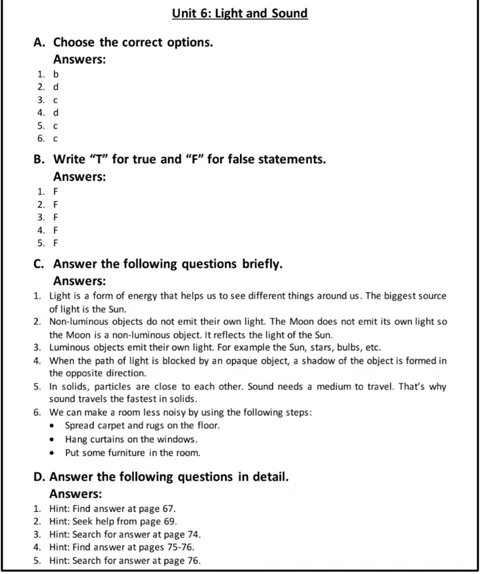 Unit 6: Light and Sound
A. Choose the correct options.
Answers:
1. b
2. d
3. c
4. d
5. c
6. c
B. Write “T” for true and “F” for false statements.
Answers:
1. F
2. F
3. F
4. F
5. F
C. Answer the following questions briefly.
Answers:
1. Light is a form of energy that helps us to see different things around us. The biggest source
of light is the Sun.
2. Non-luminous objects do not emit their own light. The Moon does not emit its own light so
the Moon is a non-luminous object. It reflects the light of the Sun.
3. Luminous objects emit their own light. For example the Sun, stars, bulbs, etc.
4. When the path of light is blocked by an opaque object, a shadow of the object is formed in
the opposite direction.
5. In solids, particles are close to each other. Sound needs a medium to travel. That’s why
sound travels the fastest in solids.
6. We can make a room less noisy by using the following steps:
• Spread carpet and rugs on the floor.
• Hang curtains on the windows.
• Put some furniture in the room.
D. Answer the following questions in detail.
Answers:
1. Hint: Find answer at page 67.
2. Hint: Seek help from page 69.
3. Hint: Search for answer at page 74.
4. Hint: Find answer at pages 75-76.
5. Hint: Search for answer at page 76.